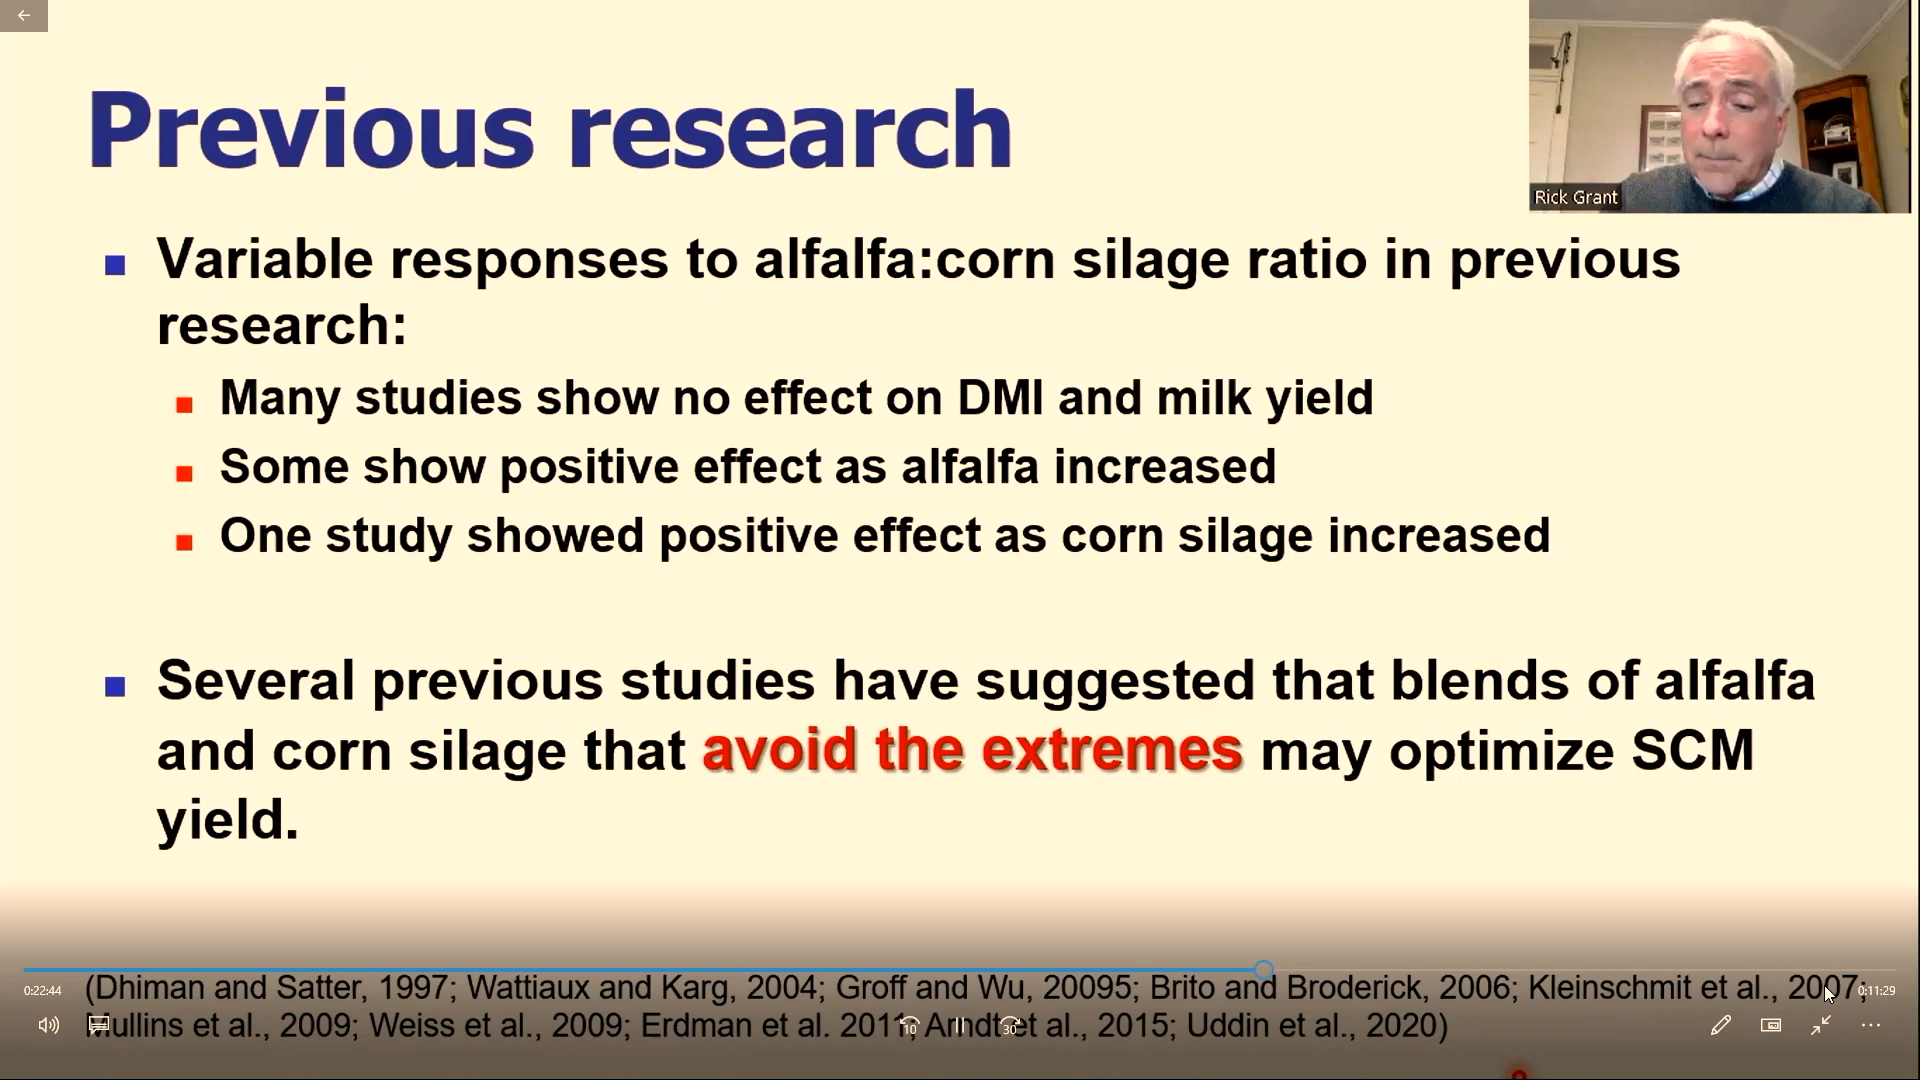 Previous research
Rick Grant
Variable responses to alfalfa:corn silage ratio in previous
research:
Many studies show no effect on DMI and milk yield
Some show positive effect as alfalfa increased
One study showed positive effect as corn silage increased
Several previous studies have suggested that blends of alfalfa
and corn silage that avoid the extremes may optimize SCM
yield.
(Dhiman and Satter, 1997; Wattiaux and Karg, 2004; Groff and Wu, 20095; Brito and Broderick, 2006; Kleinschmit et al., 2007;
0:22:44
0:11:29
Mullins et al., 2009; Weiss et al., 2009; Erdman et al. 2011; Arndt et al., 2015; Uddin et al., 2020)
10
30